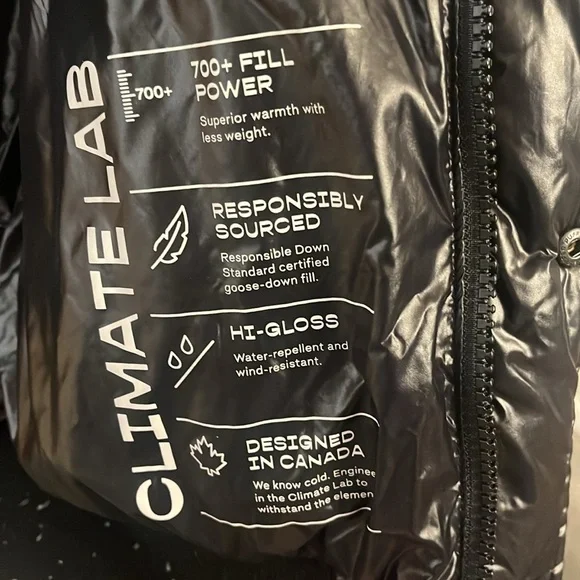 CLIMATE LAB
700+
700+ FILL
POWER
Superior warmth with
less weight.
RESPONSIBLY
SOURCED
Responsible Down
Standard certified
goose-down fill.
HI-GLOSS
Water-repellent and
wind-resistant.
DESIGNED
IN CANADA
We know cold. Enginee
in the Climate Lab to
withstand the elemen